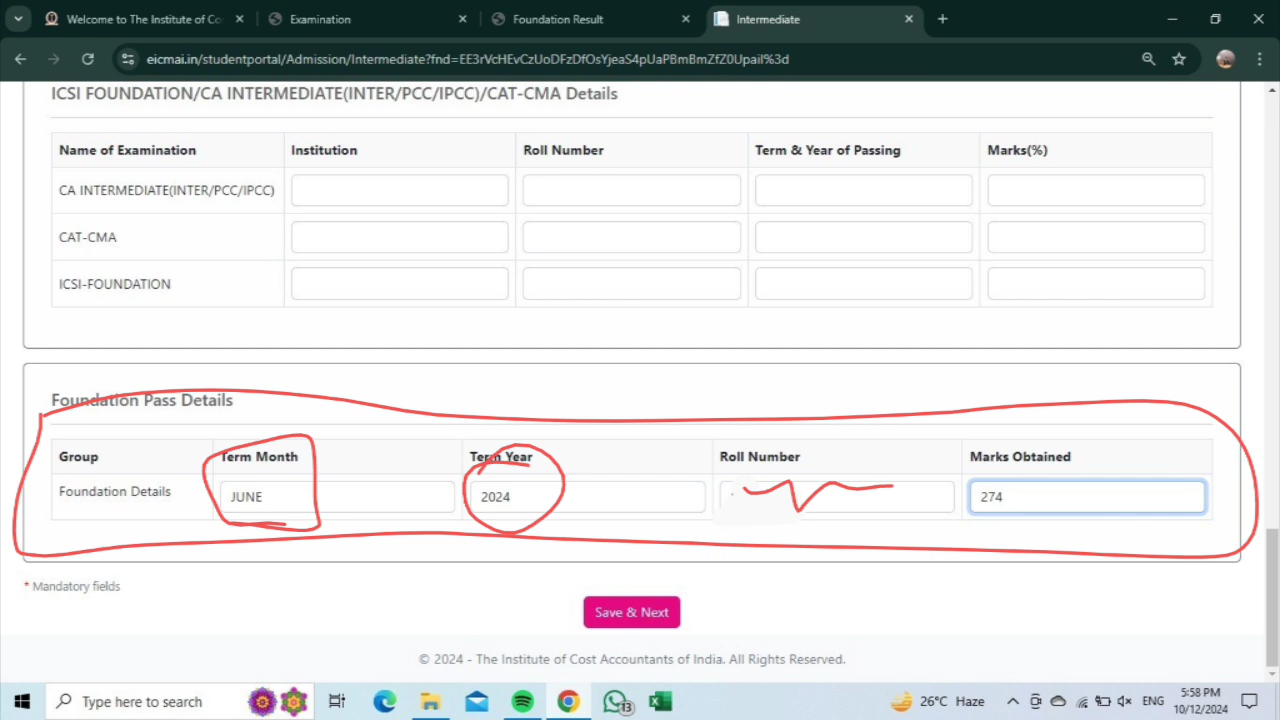 Welcome to The Institute of Co
Examination
Foundation Result
Intermediate
eicmai.in/studentportal/Admission/Intermediate?fnd=EE3rVcHEvCzUoDFzDfOsYjeaS4pUaPBmBmZfZ0Upail%3d
ICSI FOUNDATION/CA INTERMEDIATE(INTER/PCC/IPCC)/CAT-CMA Details
Name of Examination Institution Roll Number Term & Year of Passing Marks(%)
CA INTERMEDIATE(INTER/PCC/IPCC)
CAT-CMA
ICSI-FOUNDATION
Foundation Pass Details
Group Term Month Term Year Roll Number Marks Obtained
Foundation Details JUNE 2024 274
* Mandatory fields
Save & Next
© 2024 - The Institute of Cost Accountants of India. All Rights Reserved.
Type here to search
13
26°C Haze
ENG
5:58 PM
10/12/2024